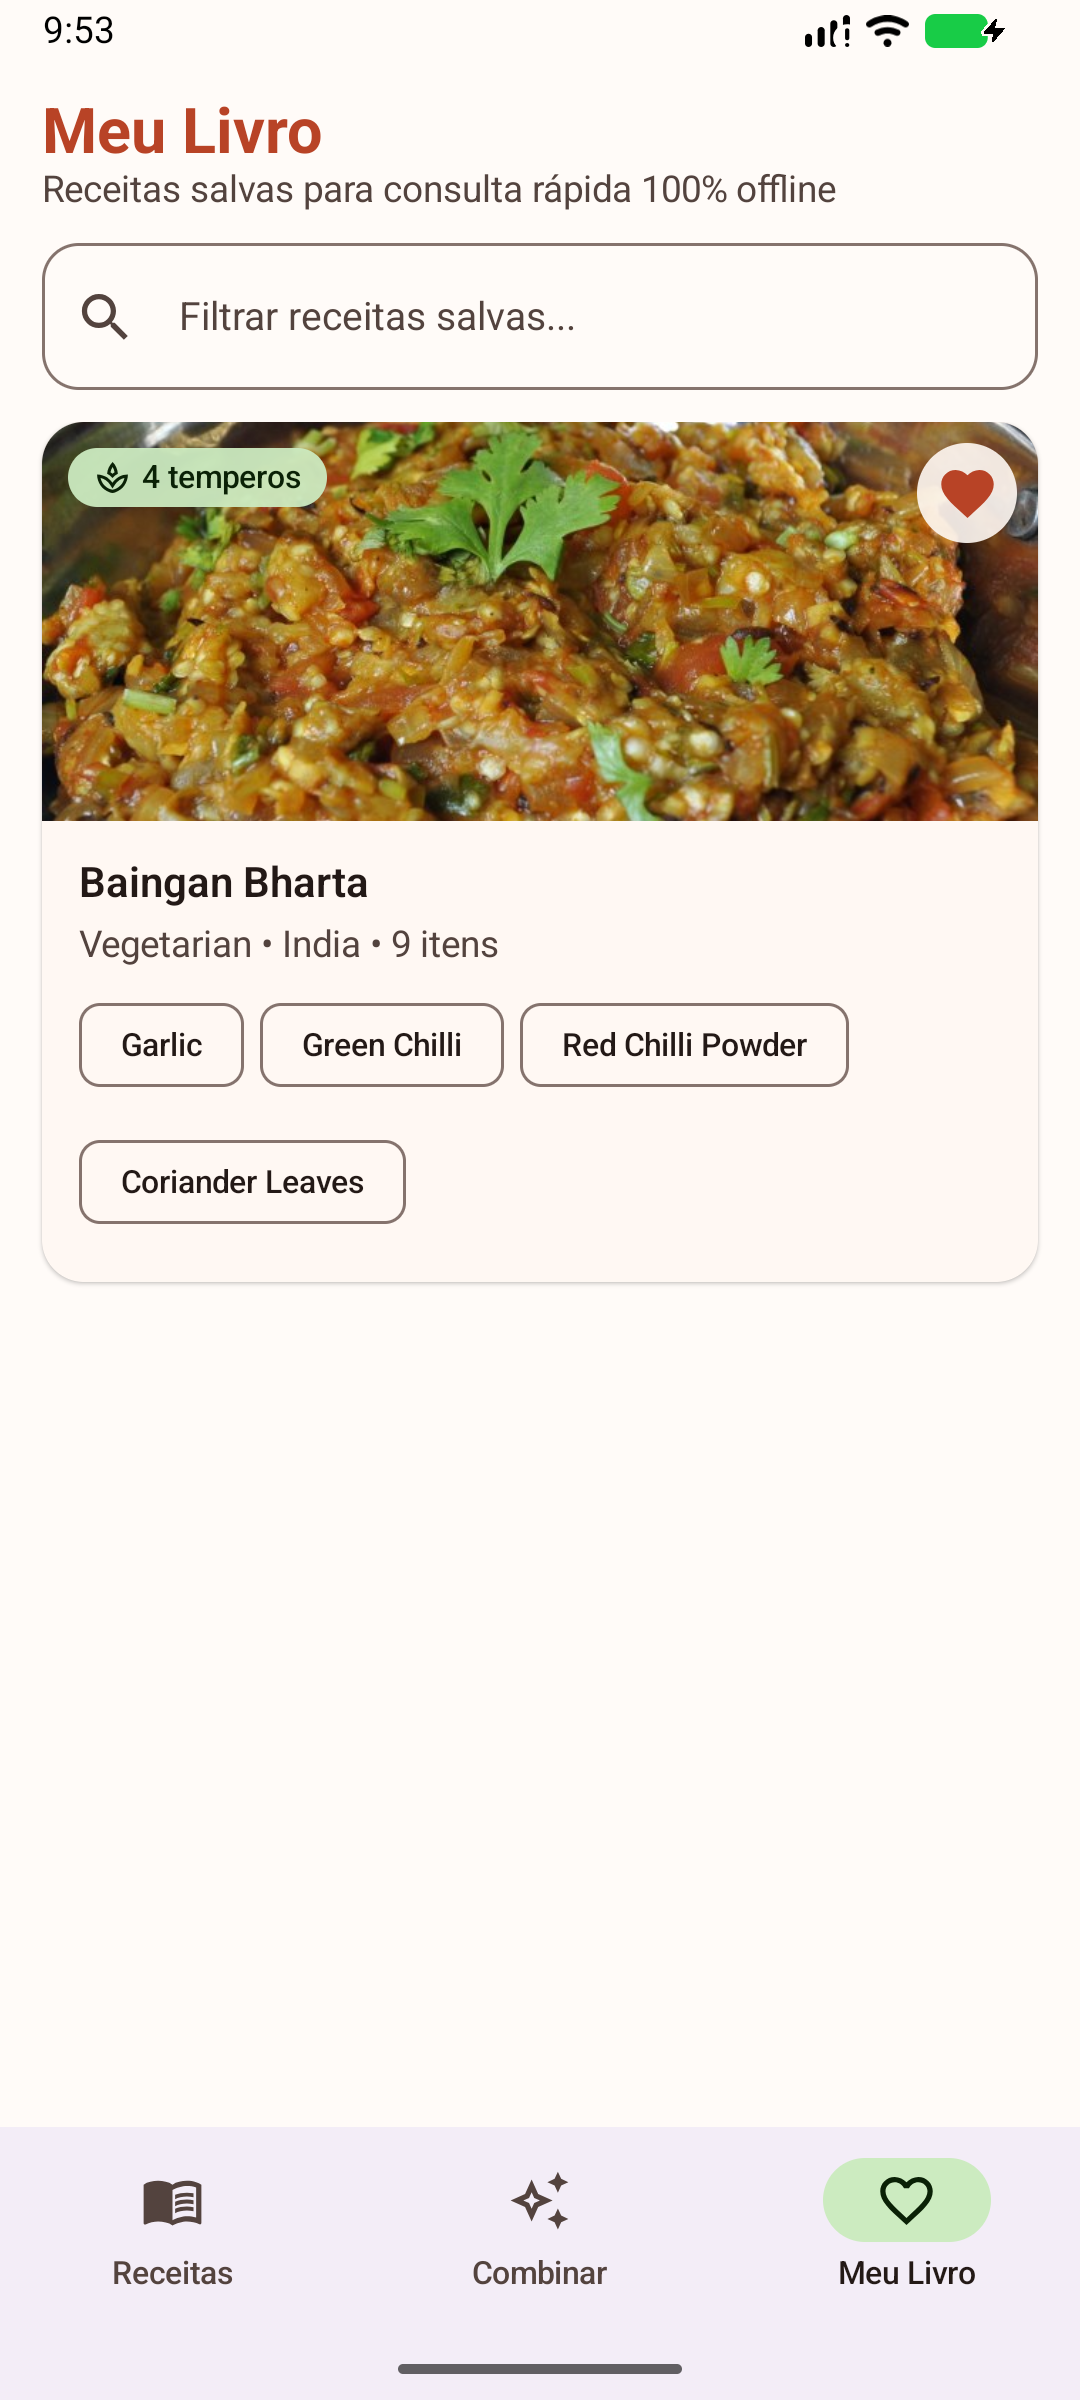 9:53
Meu Livro
Receitas salvas para consulta rápida 100% offline
Filtrar receitas salvas...
4 temperos
Baingan Bharta
Vegetarian • India • 9 itens
Garlic Green Chilli Red Chilli Powder
Coriander Leaves
Receitas Combinar Meu Livro